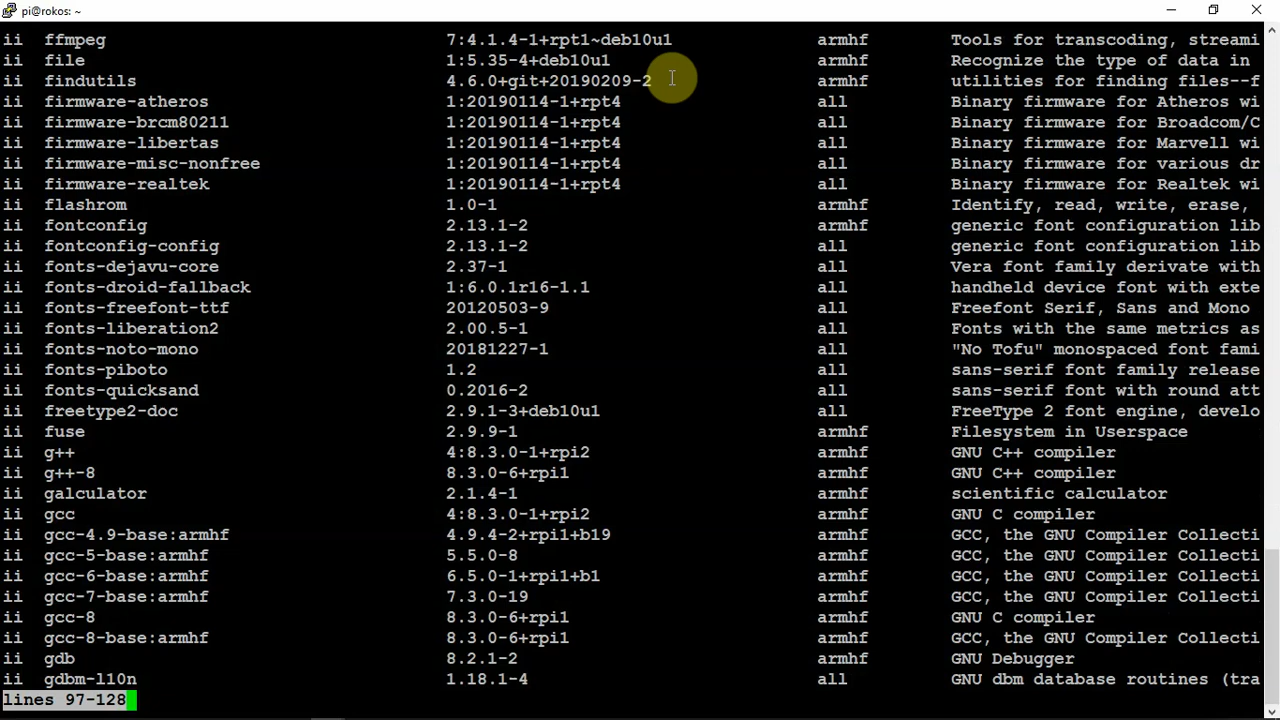 pi@rokos: ~
ii ffmpeg 7:4.1.4-1+rpt1~deb10u1 armhf Tools for transcoding, streami
ii file 1:5.35-4+deb10u1 armhf Recognize the type of data in
ii findutils 4.6.0+git+20190209-2 armhf utilities for finding files--f
ii firmware-atheros 1:20190114-1+rpt4 all Binary firmware for Atheros wi
ii firmware-brcm80211 1:20190114-1+rpt4 all Binary firmware for Broadcom/C
ii firmware-libertas 1:20190114-1+rpt4 all Binary firmware for Marvell wi
ii firmware-misc-nonfree 1:20190114-1+rpt4 all Binary firmware for various dr
ii firmware-realtek 1:20190114-1+rpt4 all Binary firmware for Realtek wi
ii flashrom 1.0-1 armhf Identify, read, write, erase,
ii fontconfig 2.13.1-2 armhf generic font configuration lib
ii fontconfig-config 2.13.1-2 all generic font configuration lib
ii fonts-dejavu-core 2.37-1 all Vera font family derivate with
ii fonts-droid-fallback 1:6.0.1r16-1.1 all handheld device font with exte
ii fonts-freefont-ttf 20120503-9 all Freefont Serif, Sans and Mono
ii fonts-liberation2 2.00.5-1 all Fonts with the same metrics as
ii fonts-noto-mono 20181227-1 all "No Tofu" monospaced font fami
ii fonts-piboto 1.2 all sans-serif font family release
ii fonts-quicksand 0.2016-2 all sans-serif font with round att
ii freetype2-doc 2.9.1-3+deb10u1 all FreeType 2 font engine, develo
ii fuse 2.9.9-1 armhf Filesystem in Userspace
ii g++ 4:8.3.0-1+rpi2 armhf GNU C++ compiler
ii g++-8 8.3.0-6+rpi1 armhf GNU C++ compiler
ii galculator 2.1.4-1 armhf scientific calculator
ii gcc 4:8.3.0-1+rpi2 armhf GNU C compiler
ii gcc-4.9-base:armhf 4.9.4-2+rpi1+b19 armhf GCC, the GNU Compiler Collecti
ii gcc-5-base:armhf 5.5.0-8 armhf GCC, the GNU Compiler Collecti
ii gcc-6-base:armhf 6.5.0-1+rpi1+b1 armhf GCC, the GNU Compiler Collecti
ii gcc-7-base:armhf 7.3.0-19 armhf GCC, the GNU Compiler Collecti
ii gcc-8 8.3.0-6+rpi1 armhf GNU C compiler
ii gcc-8-base:armhf 8.3.0-6+rpi1 armhf GCC, the GNU Compiler Collecti
ii gdb 8.2.1-2 armhf GNU Debugger
ii gdbm-l10n 1.18.1-4 all GNU dbm database routines (tra
lines 97-128